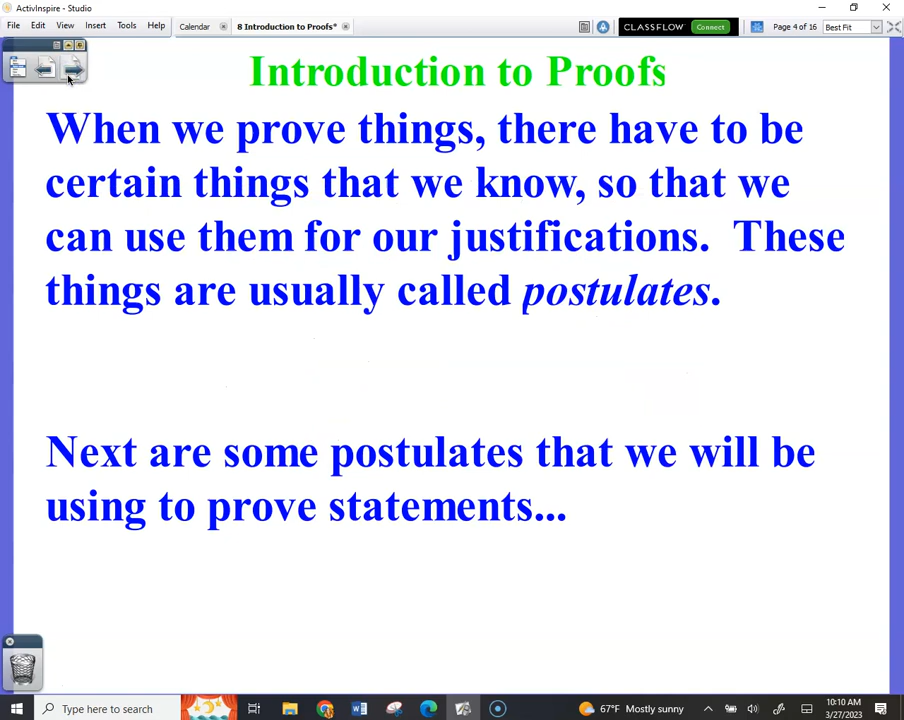 ActivInspire - Studio
File Edit View Insert Tools Help Calendar 8 Introduction to Proofs* CLASSFLOW Connect Page 4 of 16 Best Fit
Introduction to Proofs
When we prove things, there have to be
certain things that we know, so that we
can use them for our justifications. These
things are usually called postulates.
Next are some postulates that we will be
using to prove statements...
Type here to search
67°F Mostly sunny
10:10 AM
3/27/2023